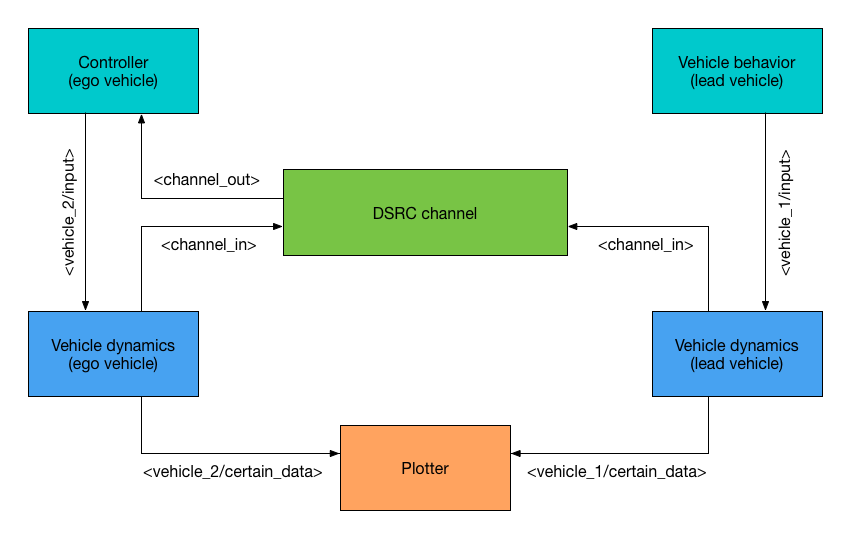 Controller
(ego vehicle)
Vehicle behavior
(lead vehicle)
<vehicle_2/input>
<channel_out>
<vehicle_1/input>
DSRC channel
<channel_in>
<channel_in>
Vehicle dynamics
(ego vehicle)
Vehicle dynamics
(lead vehicle)
Plotter
<vehicle_2/certain_data>
<vehicle_1/certain_data>